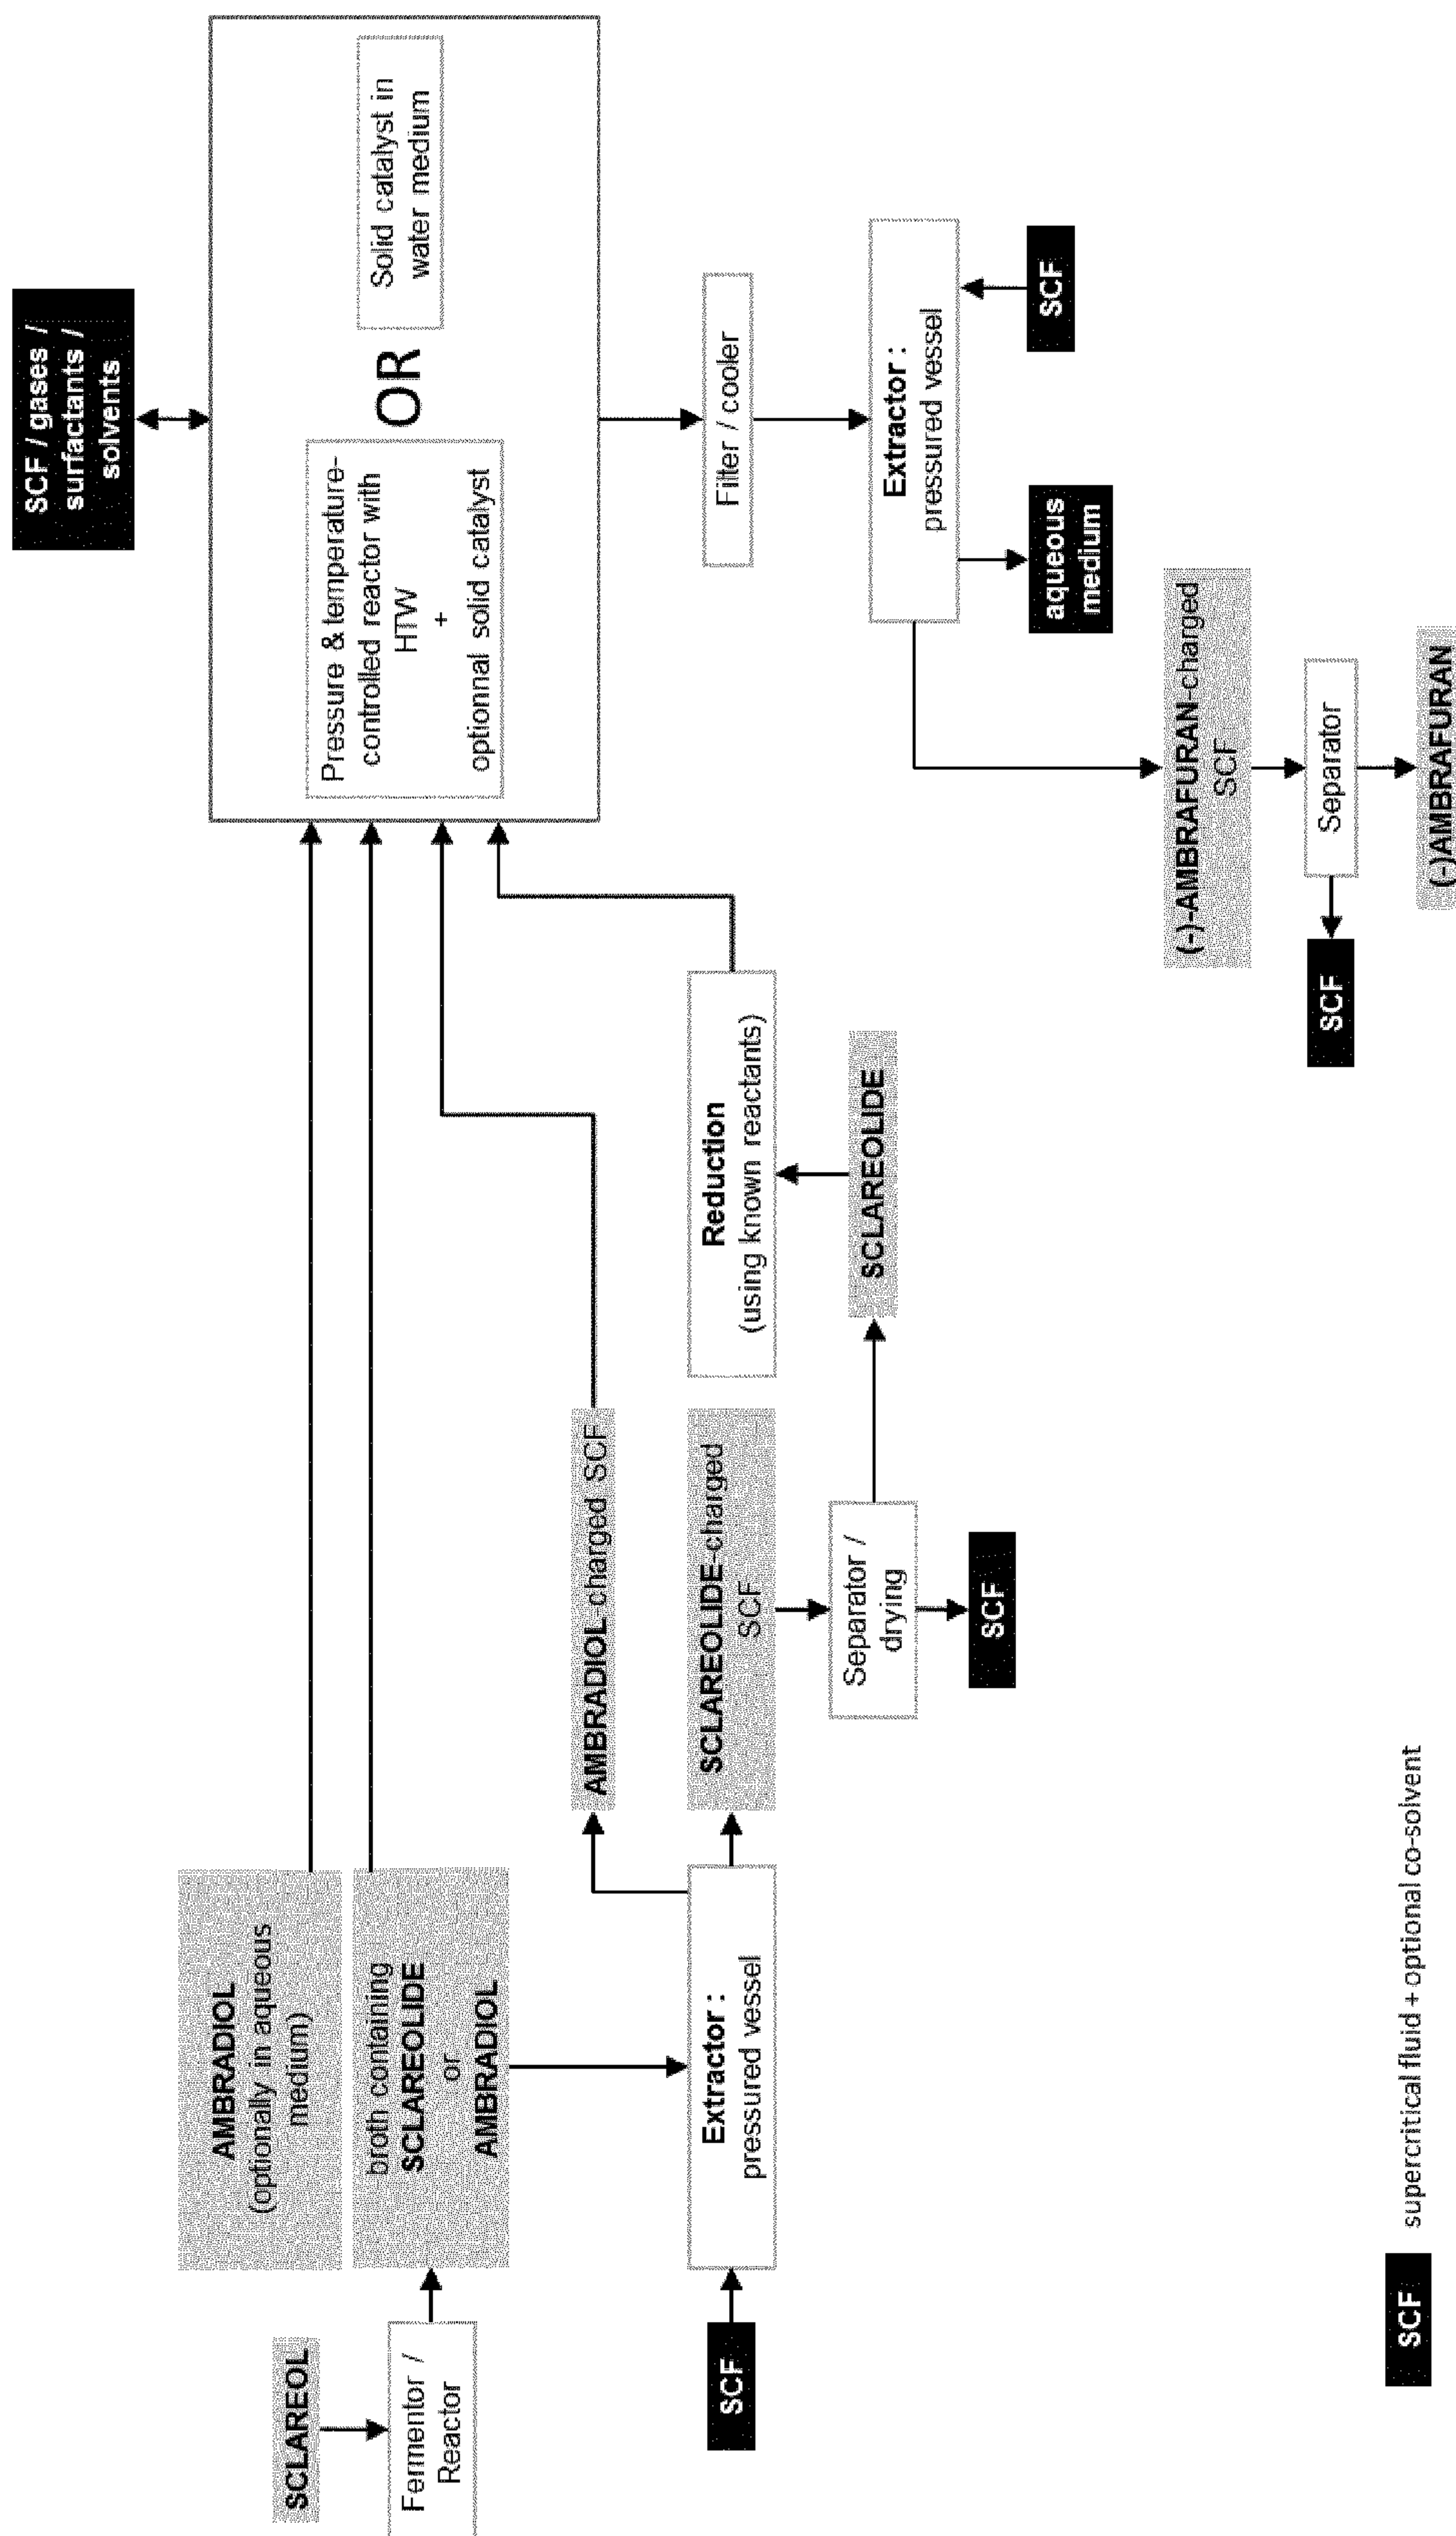 SCLAREOL
Fermentor /
Reactor
AMBRADIOL
(optionally in aqueous
medium)
broth containing
SCLAREOLIDE
or
AMBRADIOL
SCF
Extractor :
pressured vessel
AMBRADIOL-charged SCF
SCLAREOLIDE-charged
SCF
Separator /
drying
SCF
SCLAREOLIDE
Reduction
(using known reactants)
SCF / gases /
surfactants /
solvents
Pressure & temperature-
controlled reactor with
HTW
+
optionnal solid catalyst
OR
Solid catalyst in
water medium
Filter / cooler
Extractor :
pressured vessel
SCF
aqueous
medium
(-)-AMBRAFURAN-charged
SCF
Separator
SCF
(-)AMBRAFURAN
SCF
supercritical fluid + optional co-solvent